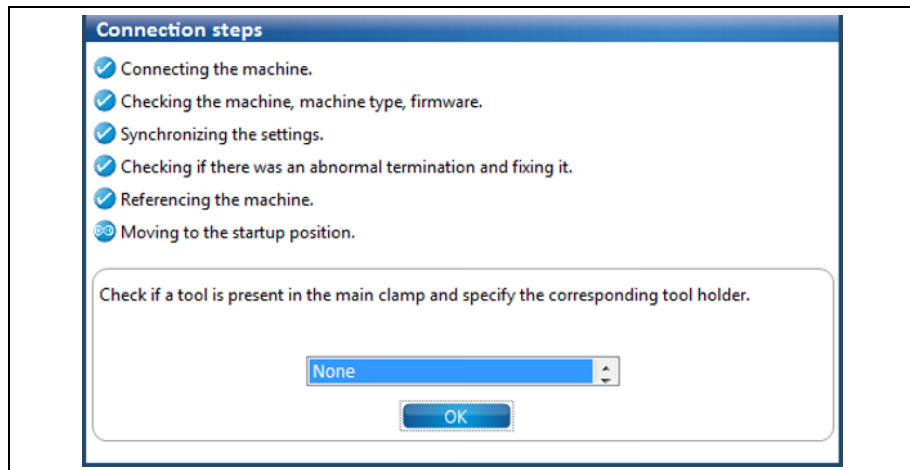 Connection steps
Connecting the machine.
Checking the machine, machine type, firmware.
Synchronizing the settings.
Checking if there was an abnormal termination and fixing it.
Referencing the machine.
Moving to the startup position.
Check if a tool is present in the main clamp and specify the corresponding tool holder.
None
OK